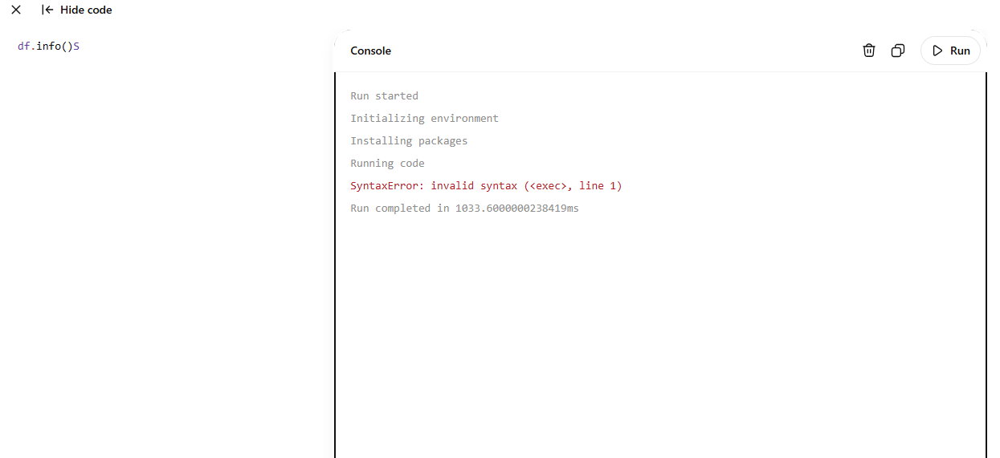 Hide code
df.info()S
Console
Run
Run started
Initializing environment
Installing packages
Running code
SyntaxError: invalid syntax (<exec>, line 1)
Run completed in 1033.6000000238419ms